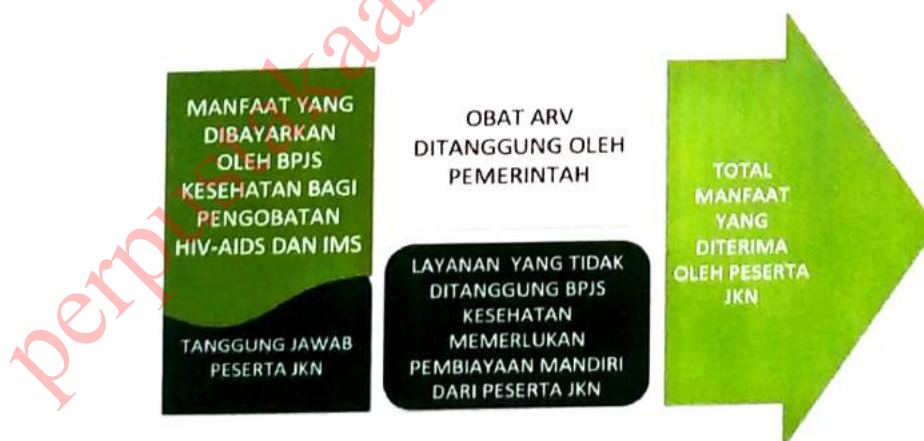 MANFAAT YANG
DIBAYARKAN
OLEH BPJS
KESEHATAN BAGI
PENGOBATAN
HIV-AIDS DAN IMS
TANGGUNG JAWAB
PESERTA JKN
OBAT ARV
DITANGGUNG OLEH
PEMERINTAH
LAYANAN YANG TIDAK
DITANGGUNG BPJS
KESEHATAN
MEMERLUKAN
PEMBIAYAAN MANDIRI
DARI PESERTA JKN
TOTAL
MANFAAT
YANG
DITERIMA
OLEH PESERTA
JKN
perpustakaan